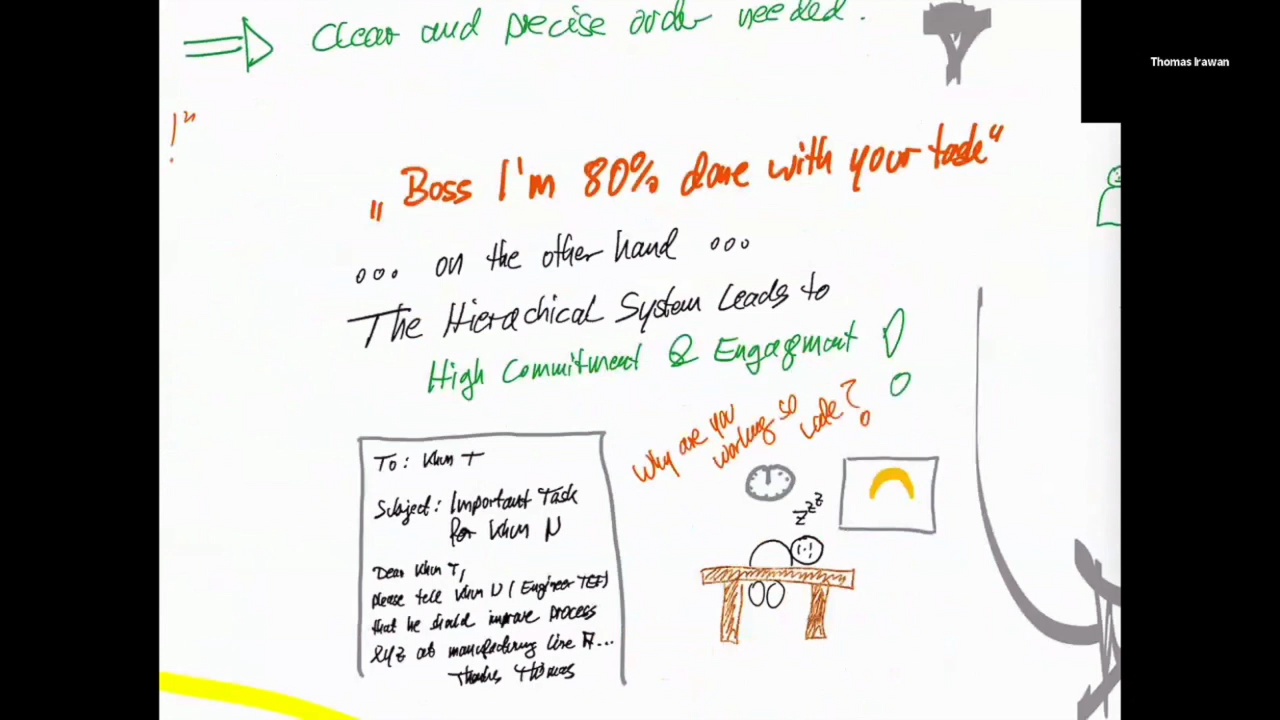 Clear and precise order needed.
Thomas Irawan
!"
„Boss I'm 80% done with your task“
... on the other hand ...
The Hierachical System Leads to
High Commitment & Engagement !
Why are you
working so
late?
To: Khun T
Subject: Important Task
for Khun N
zzz
Dear Khun T,
please tell Khun N (Engineer TEF)
that he should improve process
XYZ at manufacturing line A...
Thanks, Thomas